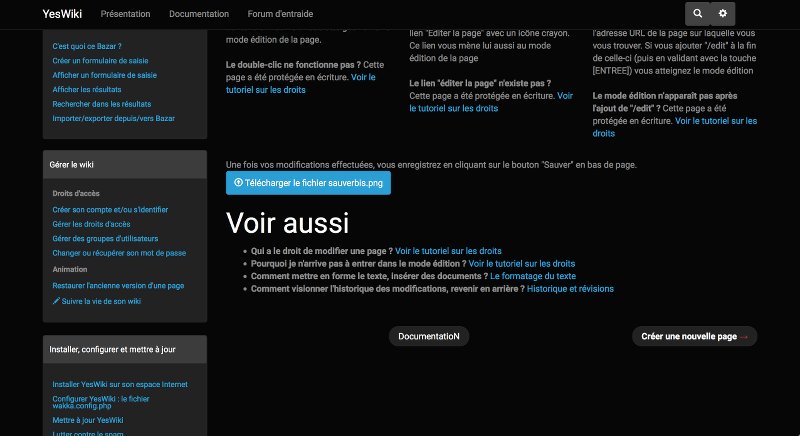 YesWiki Présentation Documentation Forum d'entraide
C'est quoi ce Bazar ?
Créer un formulaire de saisie
Afficher un formulaire de saisie
Afficher les résultats
Rechercher dans les résultats
Importer/exporter depuis/vers Bazar
Gérer le wiki
Droits d'accès
Créer son compte et/ou s'identifier
Gérer les droits d'accès
Gérer des groupes d'utilisateurs
Changer ou récupérer son mot de passe
Animation
Restaurer l'ancienne version d'une page
Suivre la vie de son wiki
Installer, configurer et mettre à jour
Installer YesWiki sur son espace Internet
Configurer YesWiki : le fichier
wakka.config.php
Mettre à jour YesWiki
Lutter contre le spam
mode édition de la page.
Le double-clic ne fonctionne pas ? Cette
page a été protégée en écriture. Voir le
tutoriel sur les droits
lien "Editer la page" avec un icône crayon.
Ce lien vous mène lui aussi au mode
édition de la page
Le lien "éditer la page" n'existe pas ?
Cette page a été protégée en écriture. Voir
le tutoriel sur les droits
l'adresse URL de la page sur laquelle vous
vous trouver. Si vous ajouter "/edit" à la fin
de celle-ci (puis en validant avec la touche
[ENTREE]) vous atteignez le mode édition
Le mode édition n'apparaît pas après
l'ajout de "/edit" ? Cette page a été
protégée en écriture. Voir le tutoriel sur les
droits
Une fois vos modifications effectuées, vous enregistrez en cliquant sur le bouton "Sauver" en bas de page.
Télécharger le fichier sauverbis.png
Voir aussi
• Qui a le droit de modifier une page ? Voir le tutoriel sur les droits
• Pourquoi je n'arrive pas à entrer dans le mode édition ? Voir le tutoriel sur les droits
• Comment mettre en forme le texte, insérer des documents ? Le formatage du texte
• Comment visionner l'historique des modifications, revenir en arrière ? Historique et révisions
DocumentatioN
Créer une nouvelle page →